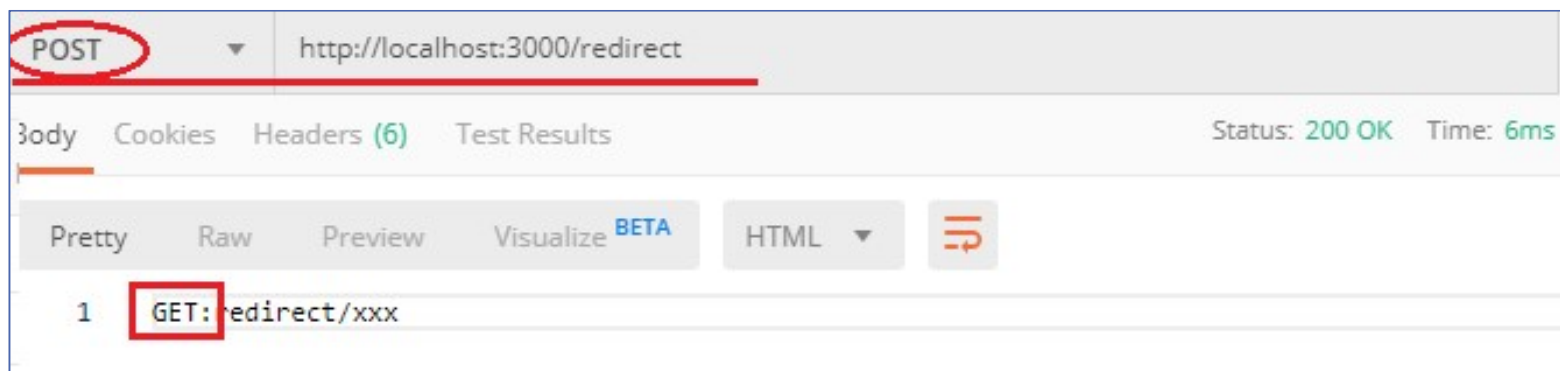 POST http://localhost:3000/redirect
Body Cookies Headers (6) Test Results Status: 200 OK Time: 6ms
Pretty Raw Preview Visualize BETA HTML
1 GET:redirect/xxx